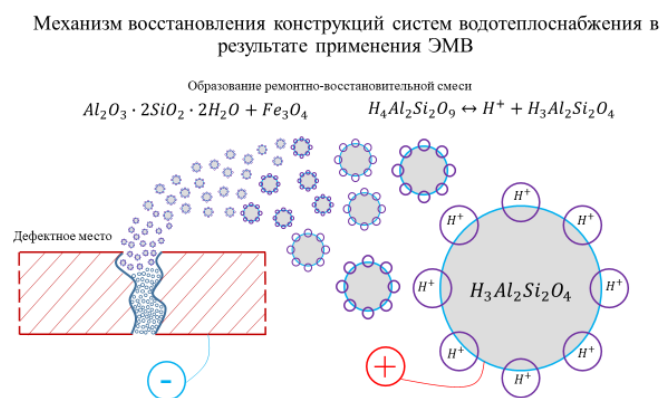 Механизм восстановления конструкций систем водотеплоснабжения в
результате применения ЭМВ
Образование ремонтно-восстановительной смеси
Al₂O₃ · 2SiO₂ · 2H₂O + Fe₃O₄
H₄Al₂Si₂O₉ ↔ H⁺ + H₃Al₂Si₂O₄
Дефектное место
H⁺
H⁺
H⁺
H⁺
H₃Al₂Si₂O₄
H⁺
H⁺
H⁺
H⁺
-
+